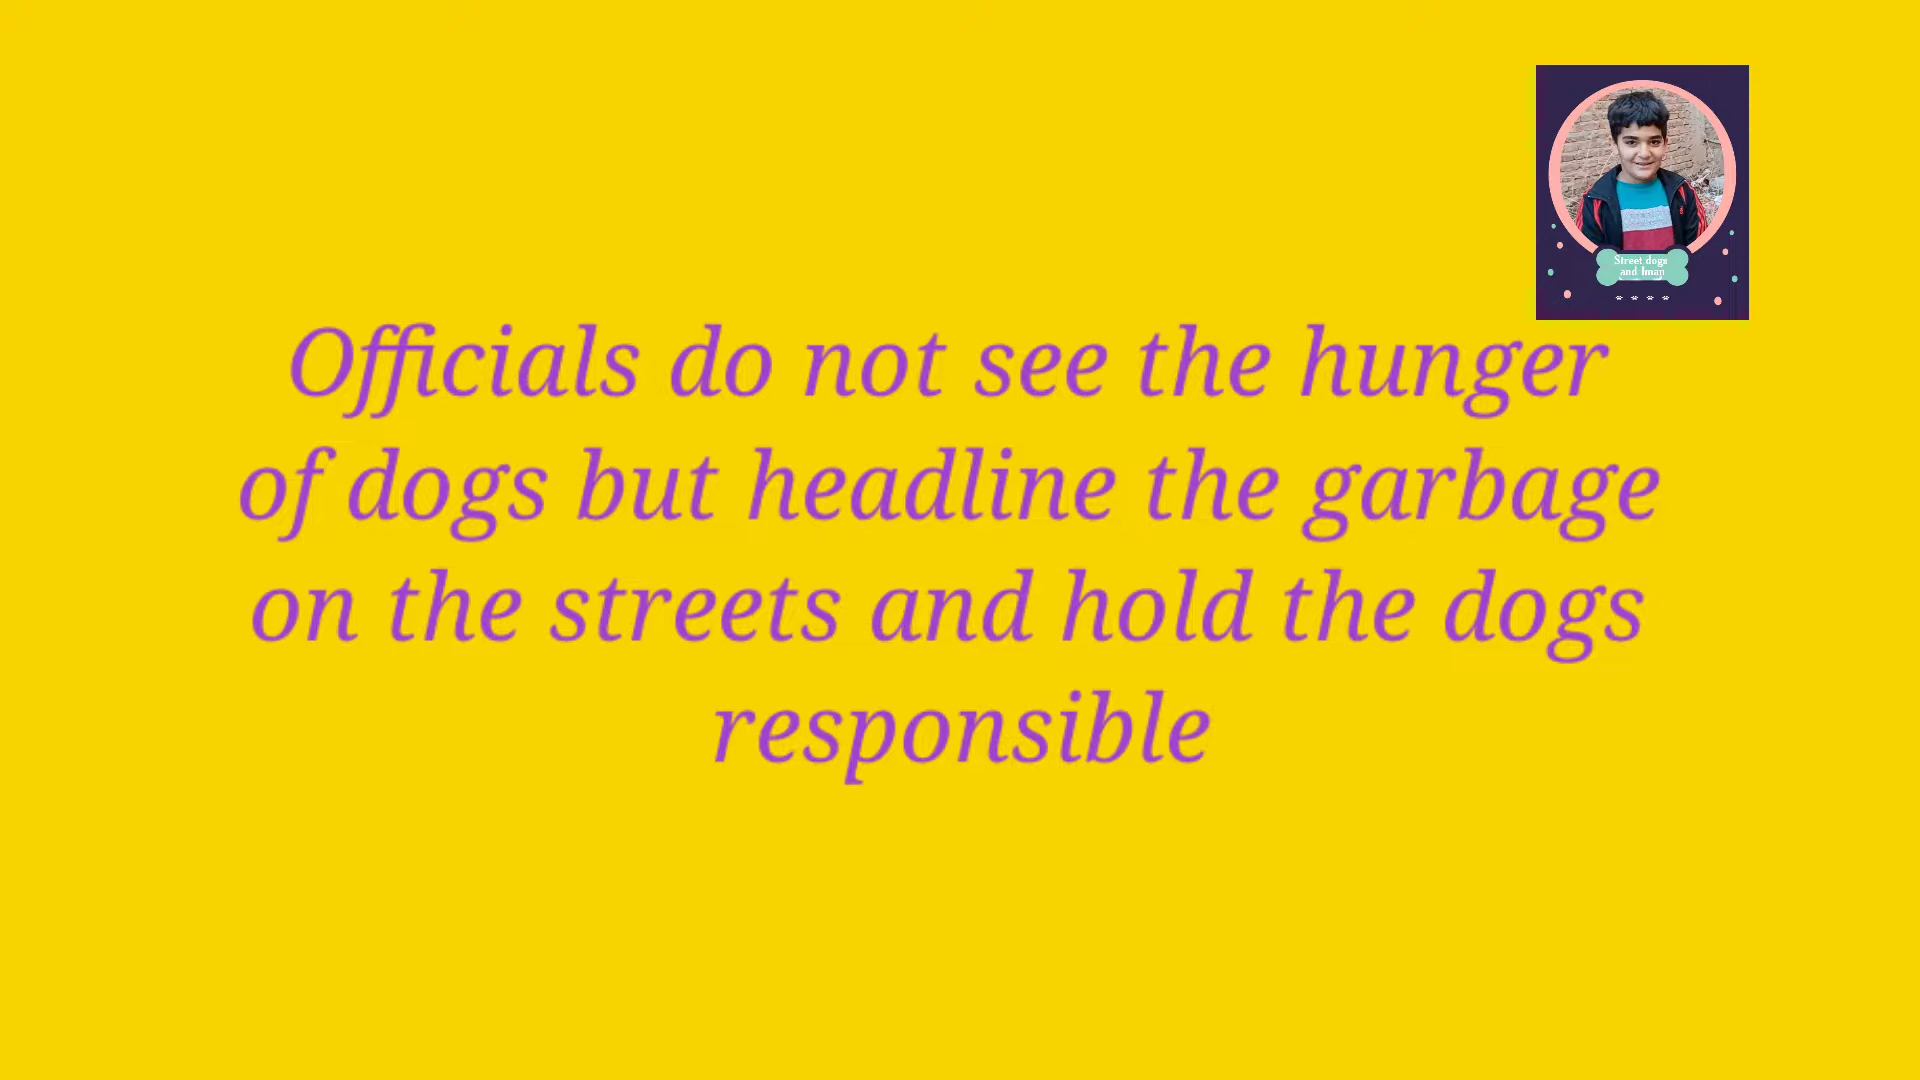 Street dogs
and Iman
Officials do not see the hunger
of dogs but headline the garbage
on the streets and hold the dogs
responsible